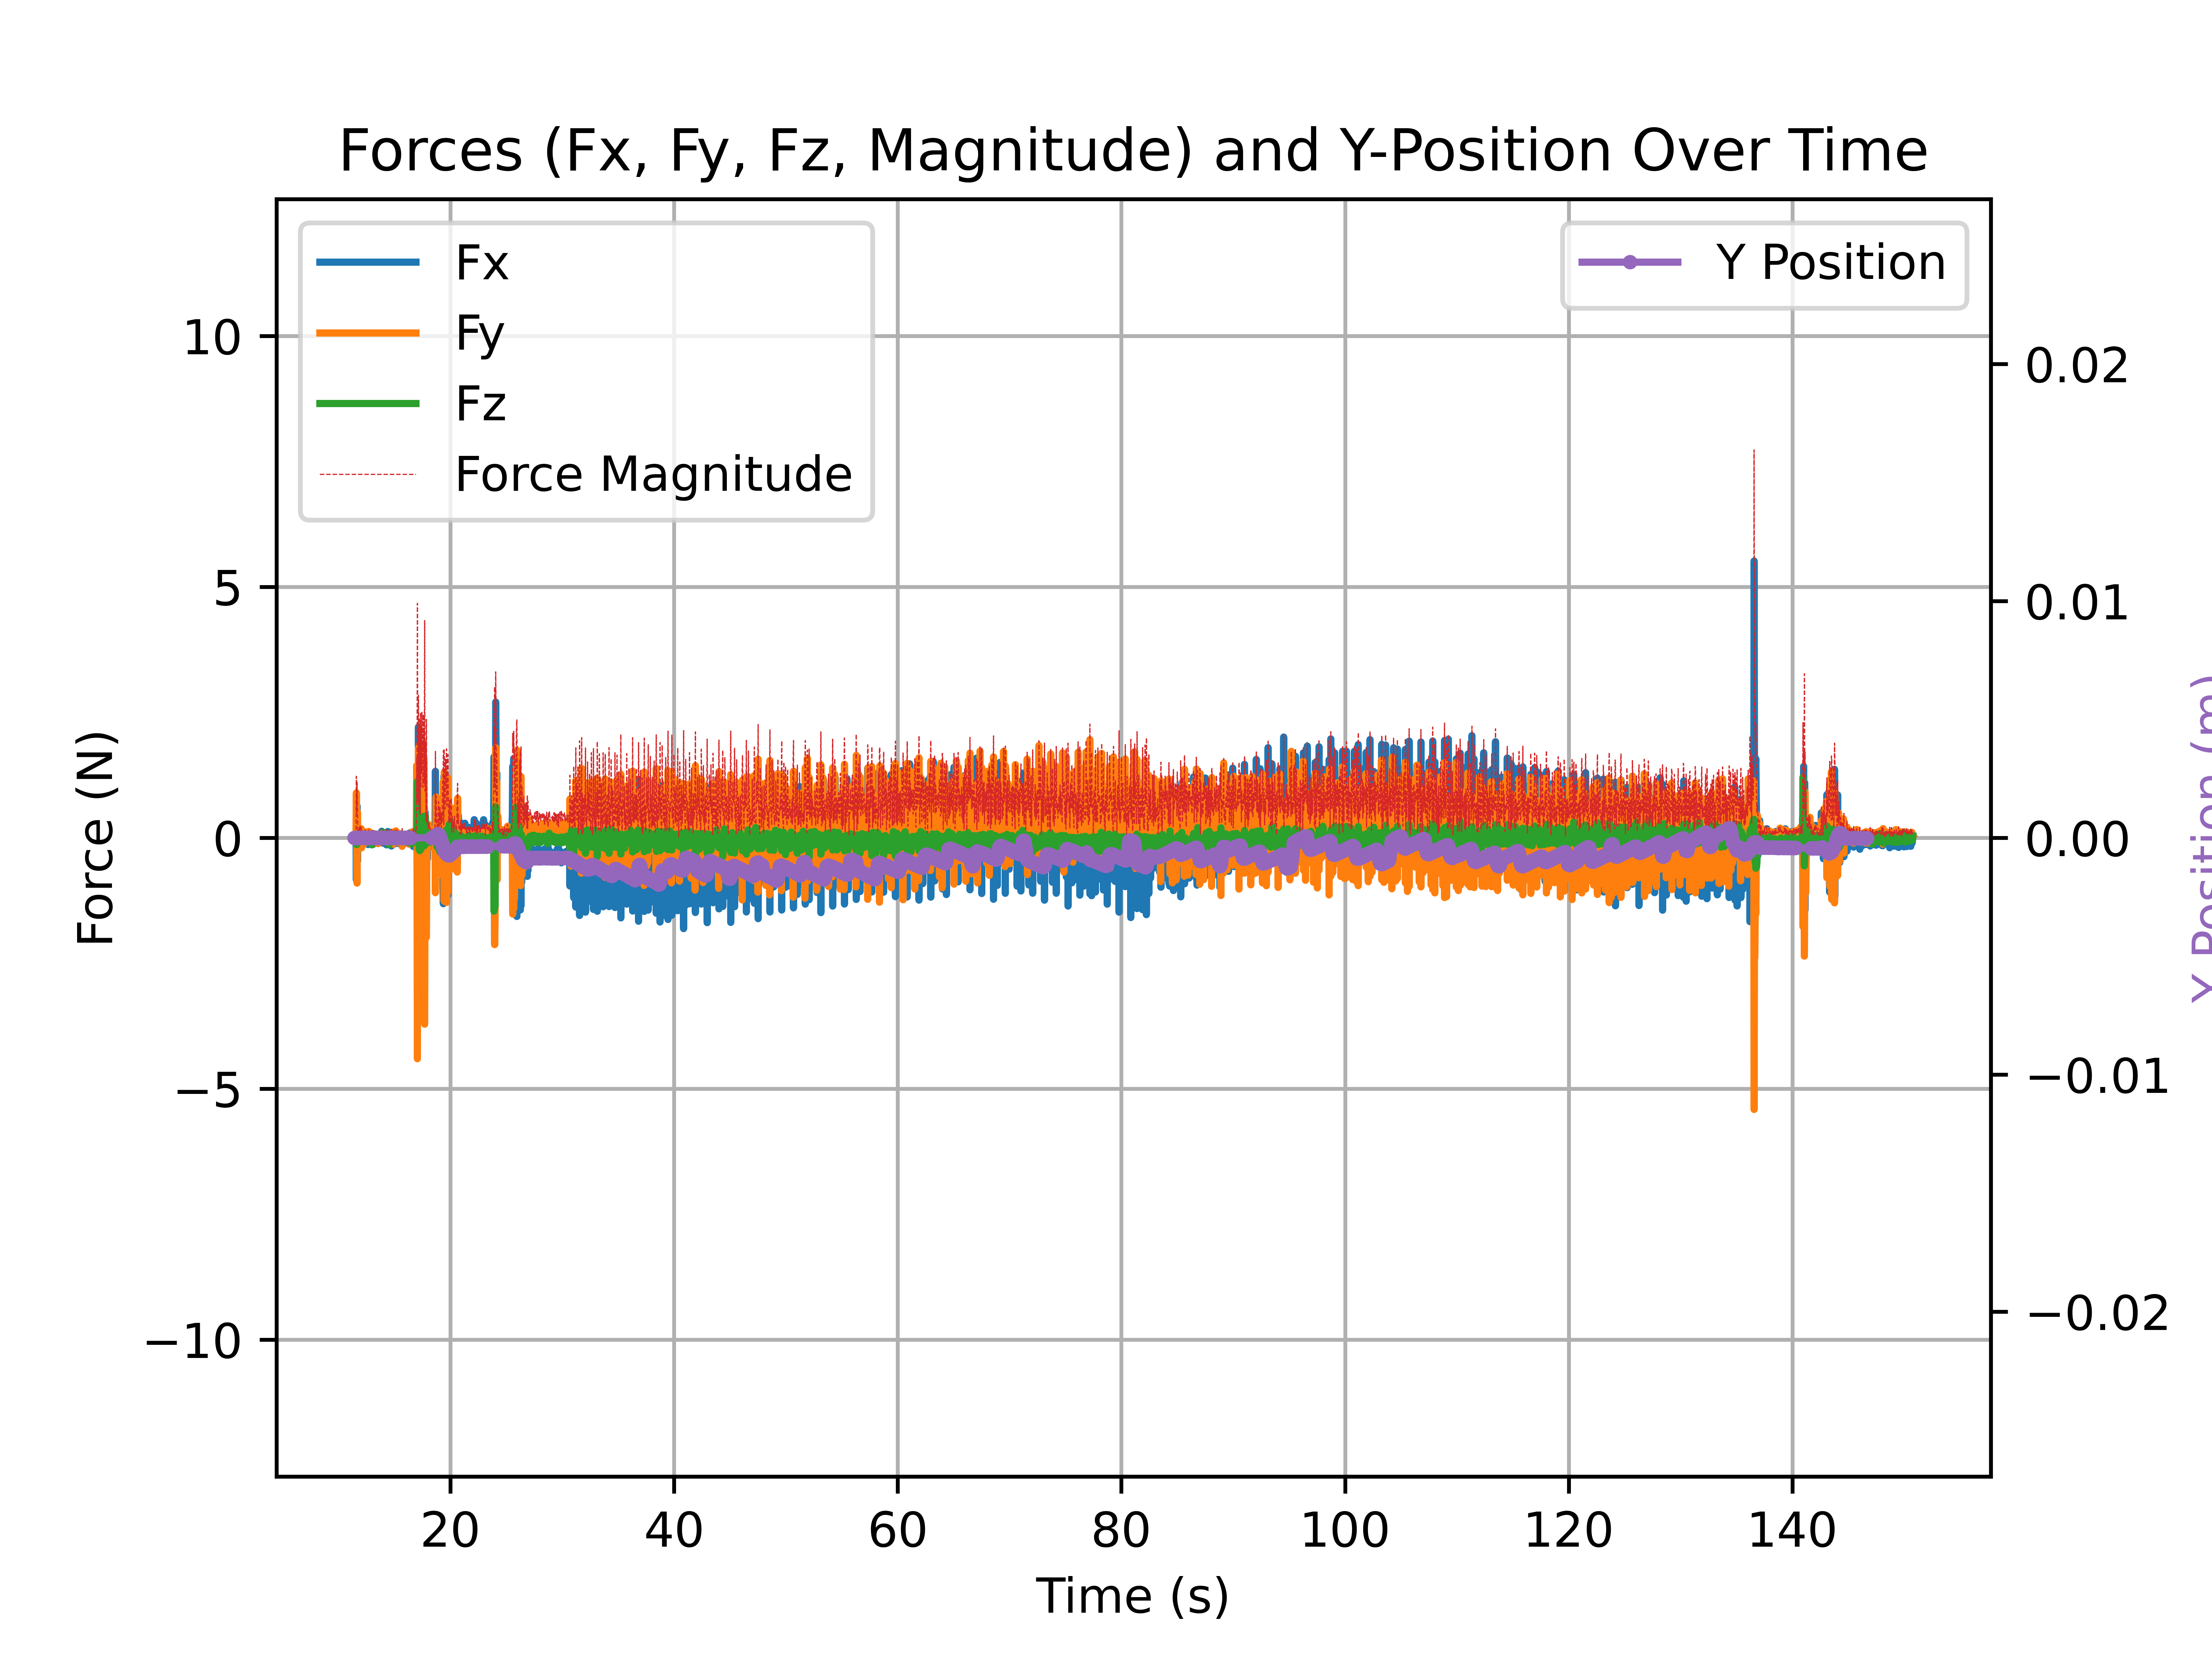 Forces (Fx, Fy, Fz, Magnitude) and Y-Position Over Time
Fx
Fy
Fz
Force Magnitude
Y Position
10
5
0
−5
−10
Force (N)
0.02
0.01
0.00
−0.01
−0.02
Y Position (m)
20 40 60 80 100 120 140
Time (s)